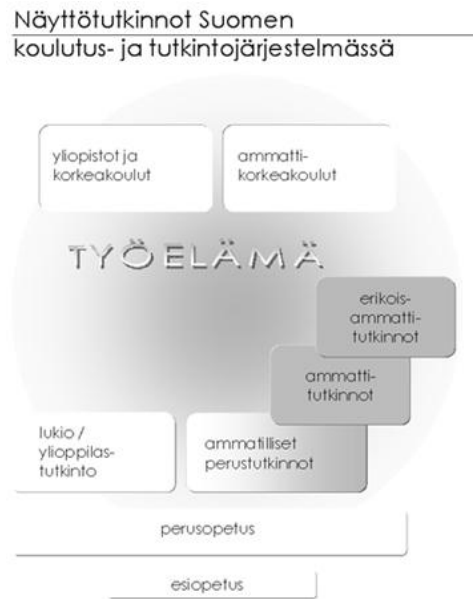 Näyttötutkinnot Suomen
koulutus- ja tutkintojärjestelmässä
yliopistot ja
korkeakoulut
ammatti-
korkeakoulut
TYÖELÄMÄ
erikois-
ammatti-
tutkinnot
ammatti-
tutkinnot
lukio /
ylioppilas-
tutkinto
ammatilliset
perustutkinnot
perusopetus
esiopetus